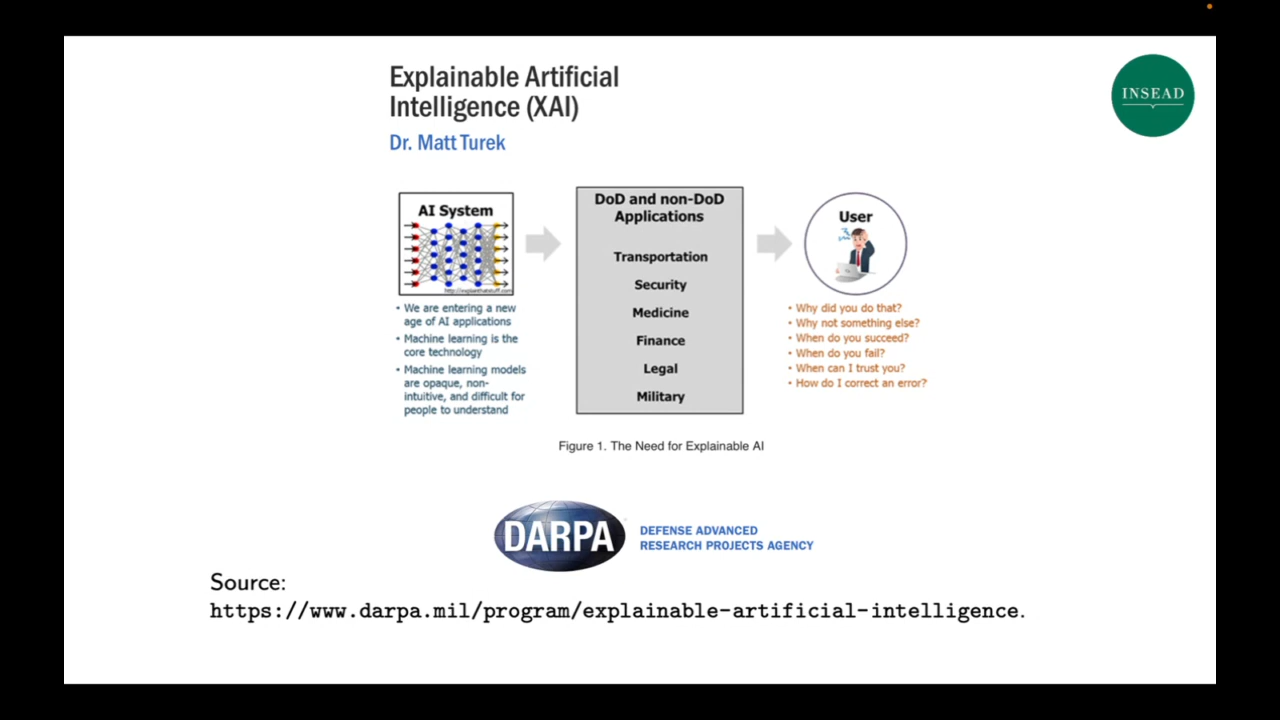 Explainable Artificial
Intelligence (XAI)
Dr. Matt Turek
INSEAD
AI System
http://explainthatstuff.com
• We are entering a new
age of AI applications
• Machine learning is the
core technology
• Machine learning models
are opaque, non-
intuitive, and difficult for
people to understand
DoD and non-DoD
Applications
Transportation
Security
Medicine
Finance
Legal
Military
User
• Why did you do that?
• Why not something else?
• When do you succeed?
• When do you fail?
• When can I trust you?
• How do I correct an error?
Figure 1. The Need for Explainable AI
DARPA
DEFENSE ADVANCED
RESEARCH PROJECTS AGENCY
Source:
https://www.darpa.mil/program/explainable-artificial-intelligence.